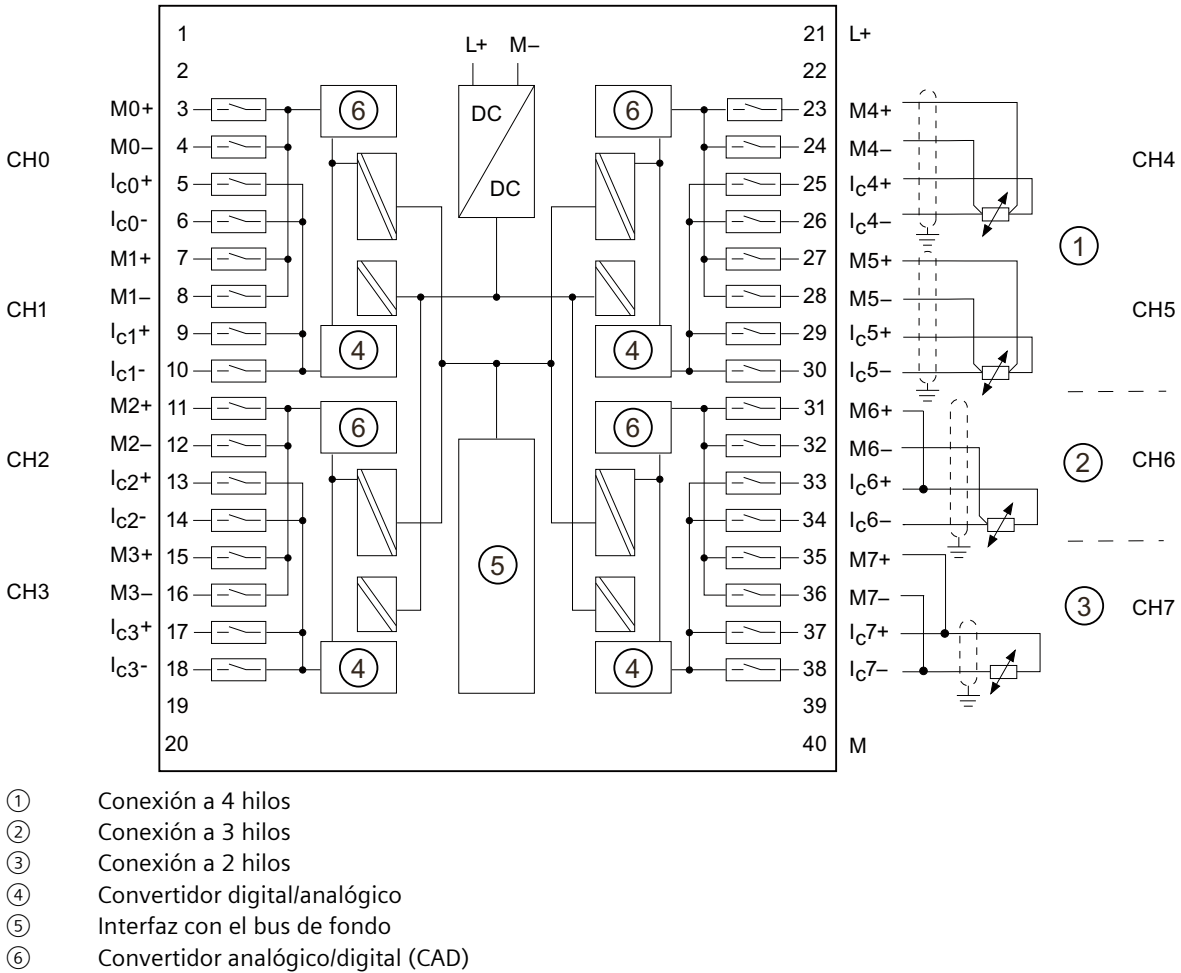 1 21 L+
L+ M–
2 22
M0+ 3 ⑥ DC ⑥ 23 M4+
M0– 4 24 M4–
CH0 CH4
Ic0+ 5 DC 25 Ic4+
Ic0- 6 26 Ic4–
①
M1+ 7 27 M5+
M1– 8 28 M5–
CH1 CH5
Ic1+ 9 29 Ic5+
④ ④
Ic1- 10 30 Ic5–
M2+ 11 31 M6+
⑥ ⑥
M2– 12 32 M6–
CH2 ② CH6
Ic2+ 13 33 Ic6+
Ic2- 14 34 Ic6–
M3+ 15 ⑤ 35 M7+
CH3 M3– 16 36 M7– ③ CH7
Ic3+ 17 37 Ic7+
Ic3- 18 ④ ④ 38 Ic7–
19 39
20 40 M
① Conexión a 4 hilos
② Conexión a 3 hilos
③ Conexión a 2 hilos
④ Convertidor digital/analógico
⑤ Interfaz con el bus de fondo
⑥ Convertidor analógico/digital (CAD)